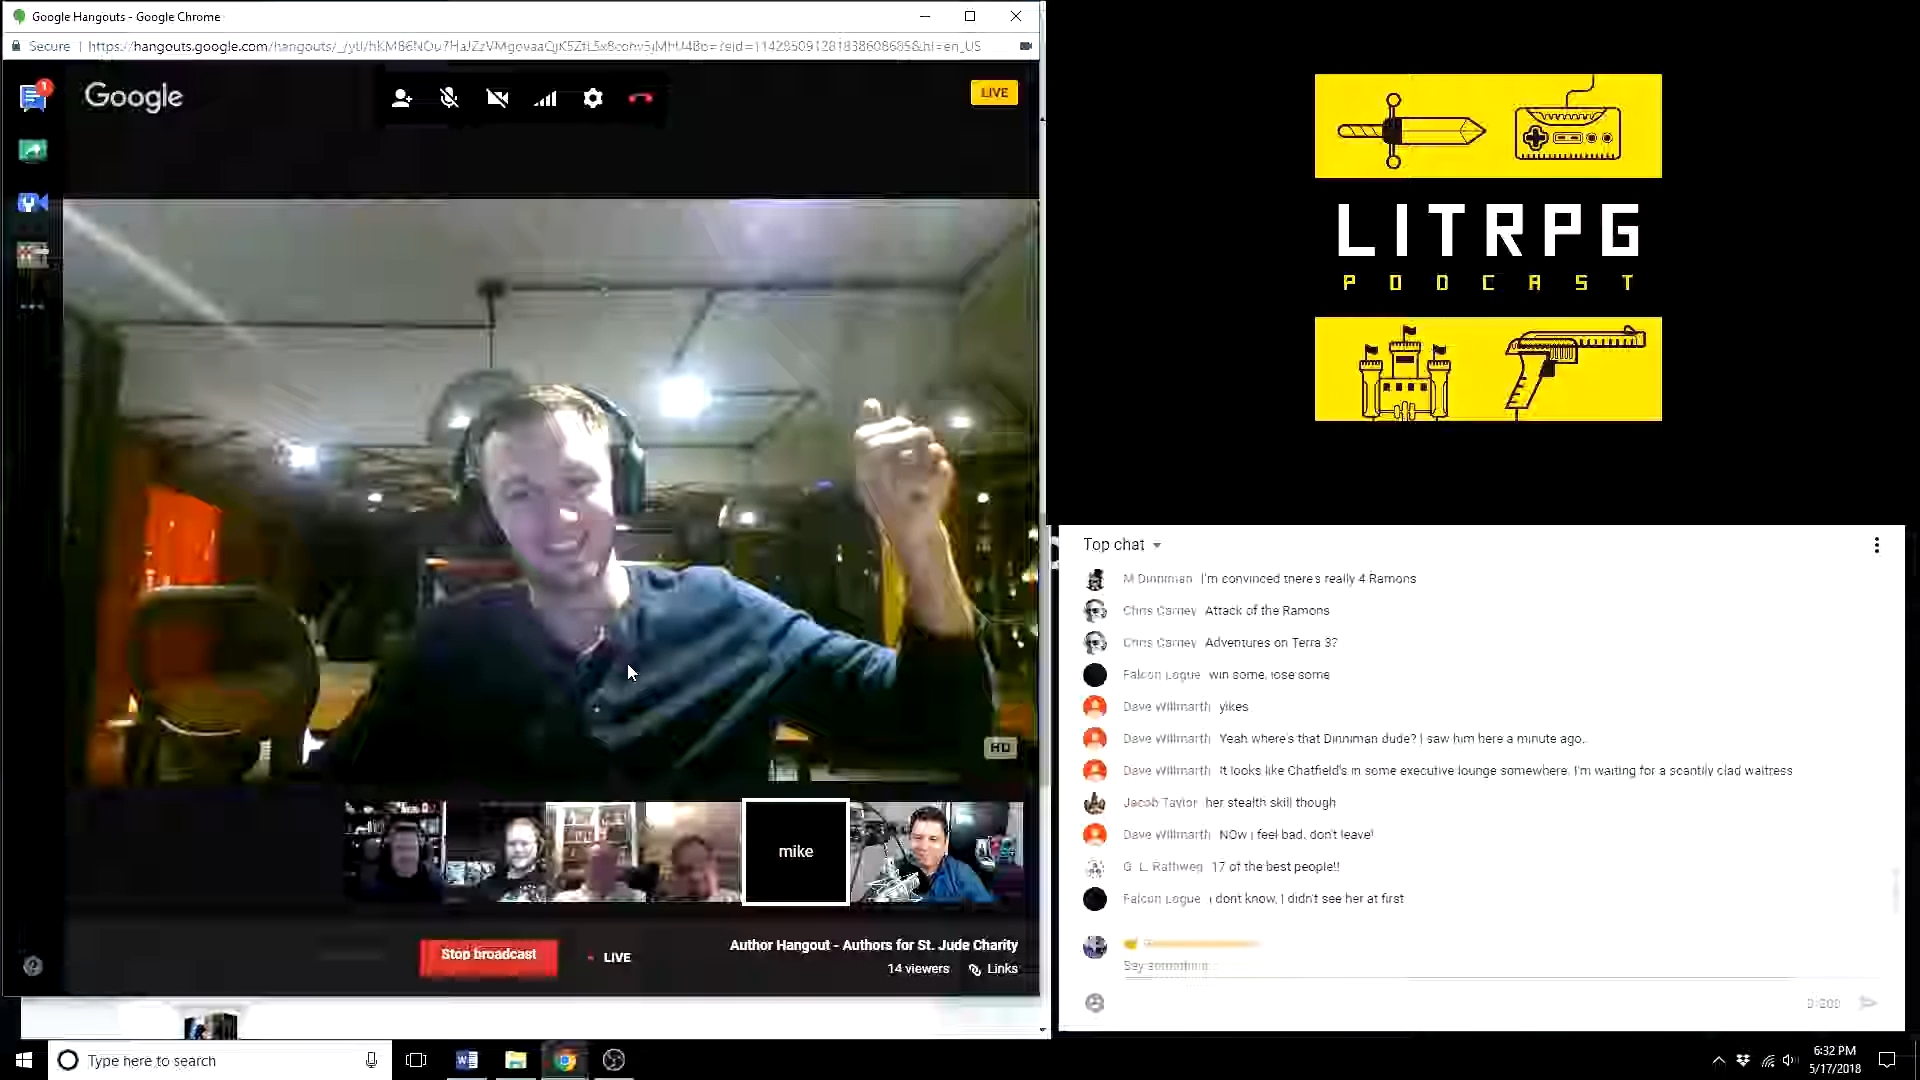 Google Hangouts - Google Chrome
Secure
Google
LIVE
HD
mike
Stop broadcast
LIVE
Author Hangout - Authors for St. Jude Charity
14 viewers
Links
LITRPG
PODCAST
Top chat
M Dinniman I'm convinced there's really 4 Ramons
Chris Carney Attack of the Ramons
Chris Carney Adventures on Terra 3?
Falcon Logue win some, lose some
Dave Willmarth yikes
Dave Willmarth Yeah where's that Dinniman dude? I saw him here a minute ago..
Dave Willmarth It looks like Chatfield's in some executive lounge somewhere. I'm waiting for a scantily clad waitress
Jacob Taylor her stealth skill though
Dave Willmarth NOw i feel bad, don't leave!
17 of the best people!!
Falcon Logue i dont know, I didn't see her at first
Say something...
0/200
Type here to search
6:32 PM
5/17/2018